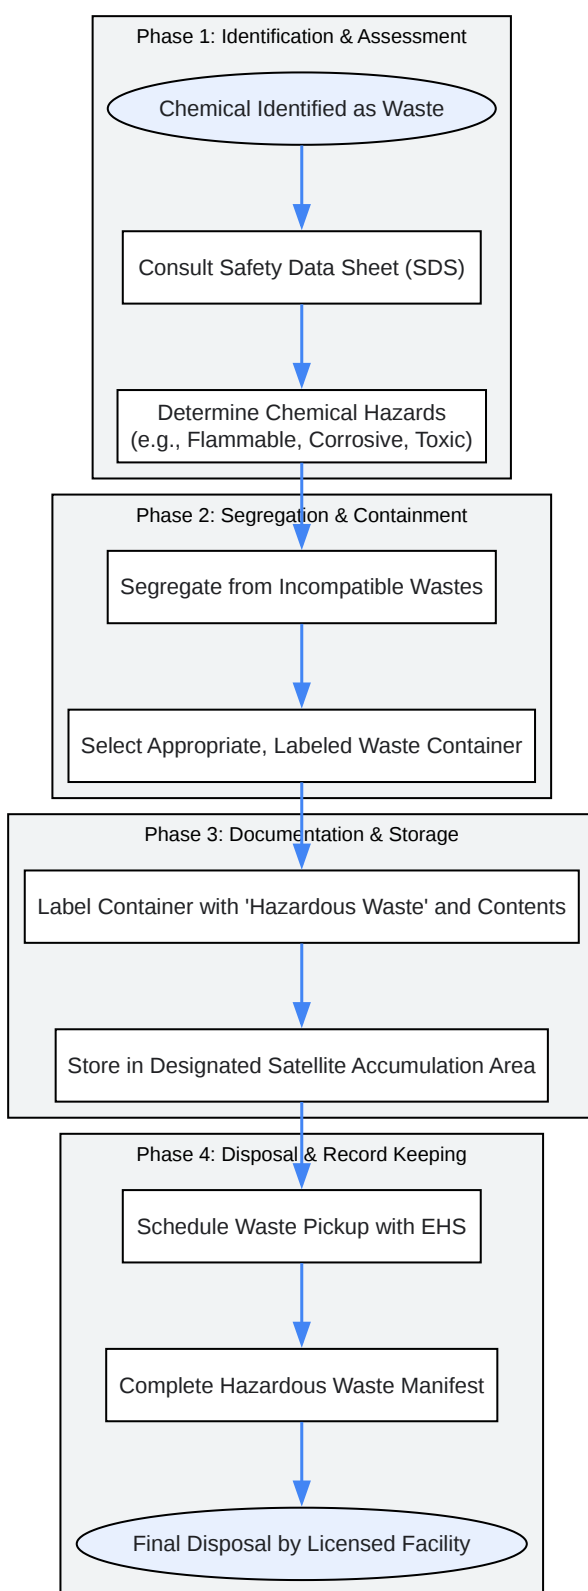 Phase 1: Identification & Assessment
Chemical Identified as Waste
Consult Safety Data Sheet (SDS)
Determine Chemical Hazards
(e.g., Flammable, Corrosive, Toxic)
Phase 2: Segregation & Containment
Segregate from Incompatible Wastes
Select Appropriate, Labeled Waste Container
Phase 3: Documentation & Storage
Label Container with 'Hazardous Waste' and Contents
Store in Designated Satellite Accumulation Area
Phase 4: Disposal & Record Keeping
Schedule Waste Pickup with EHS
Complete Hazardous Waste Manifest
Final Disposal by Licensed Facility